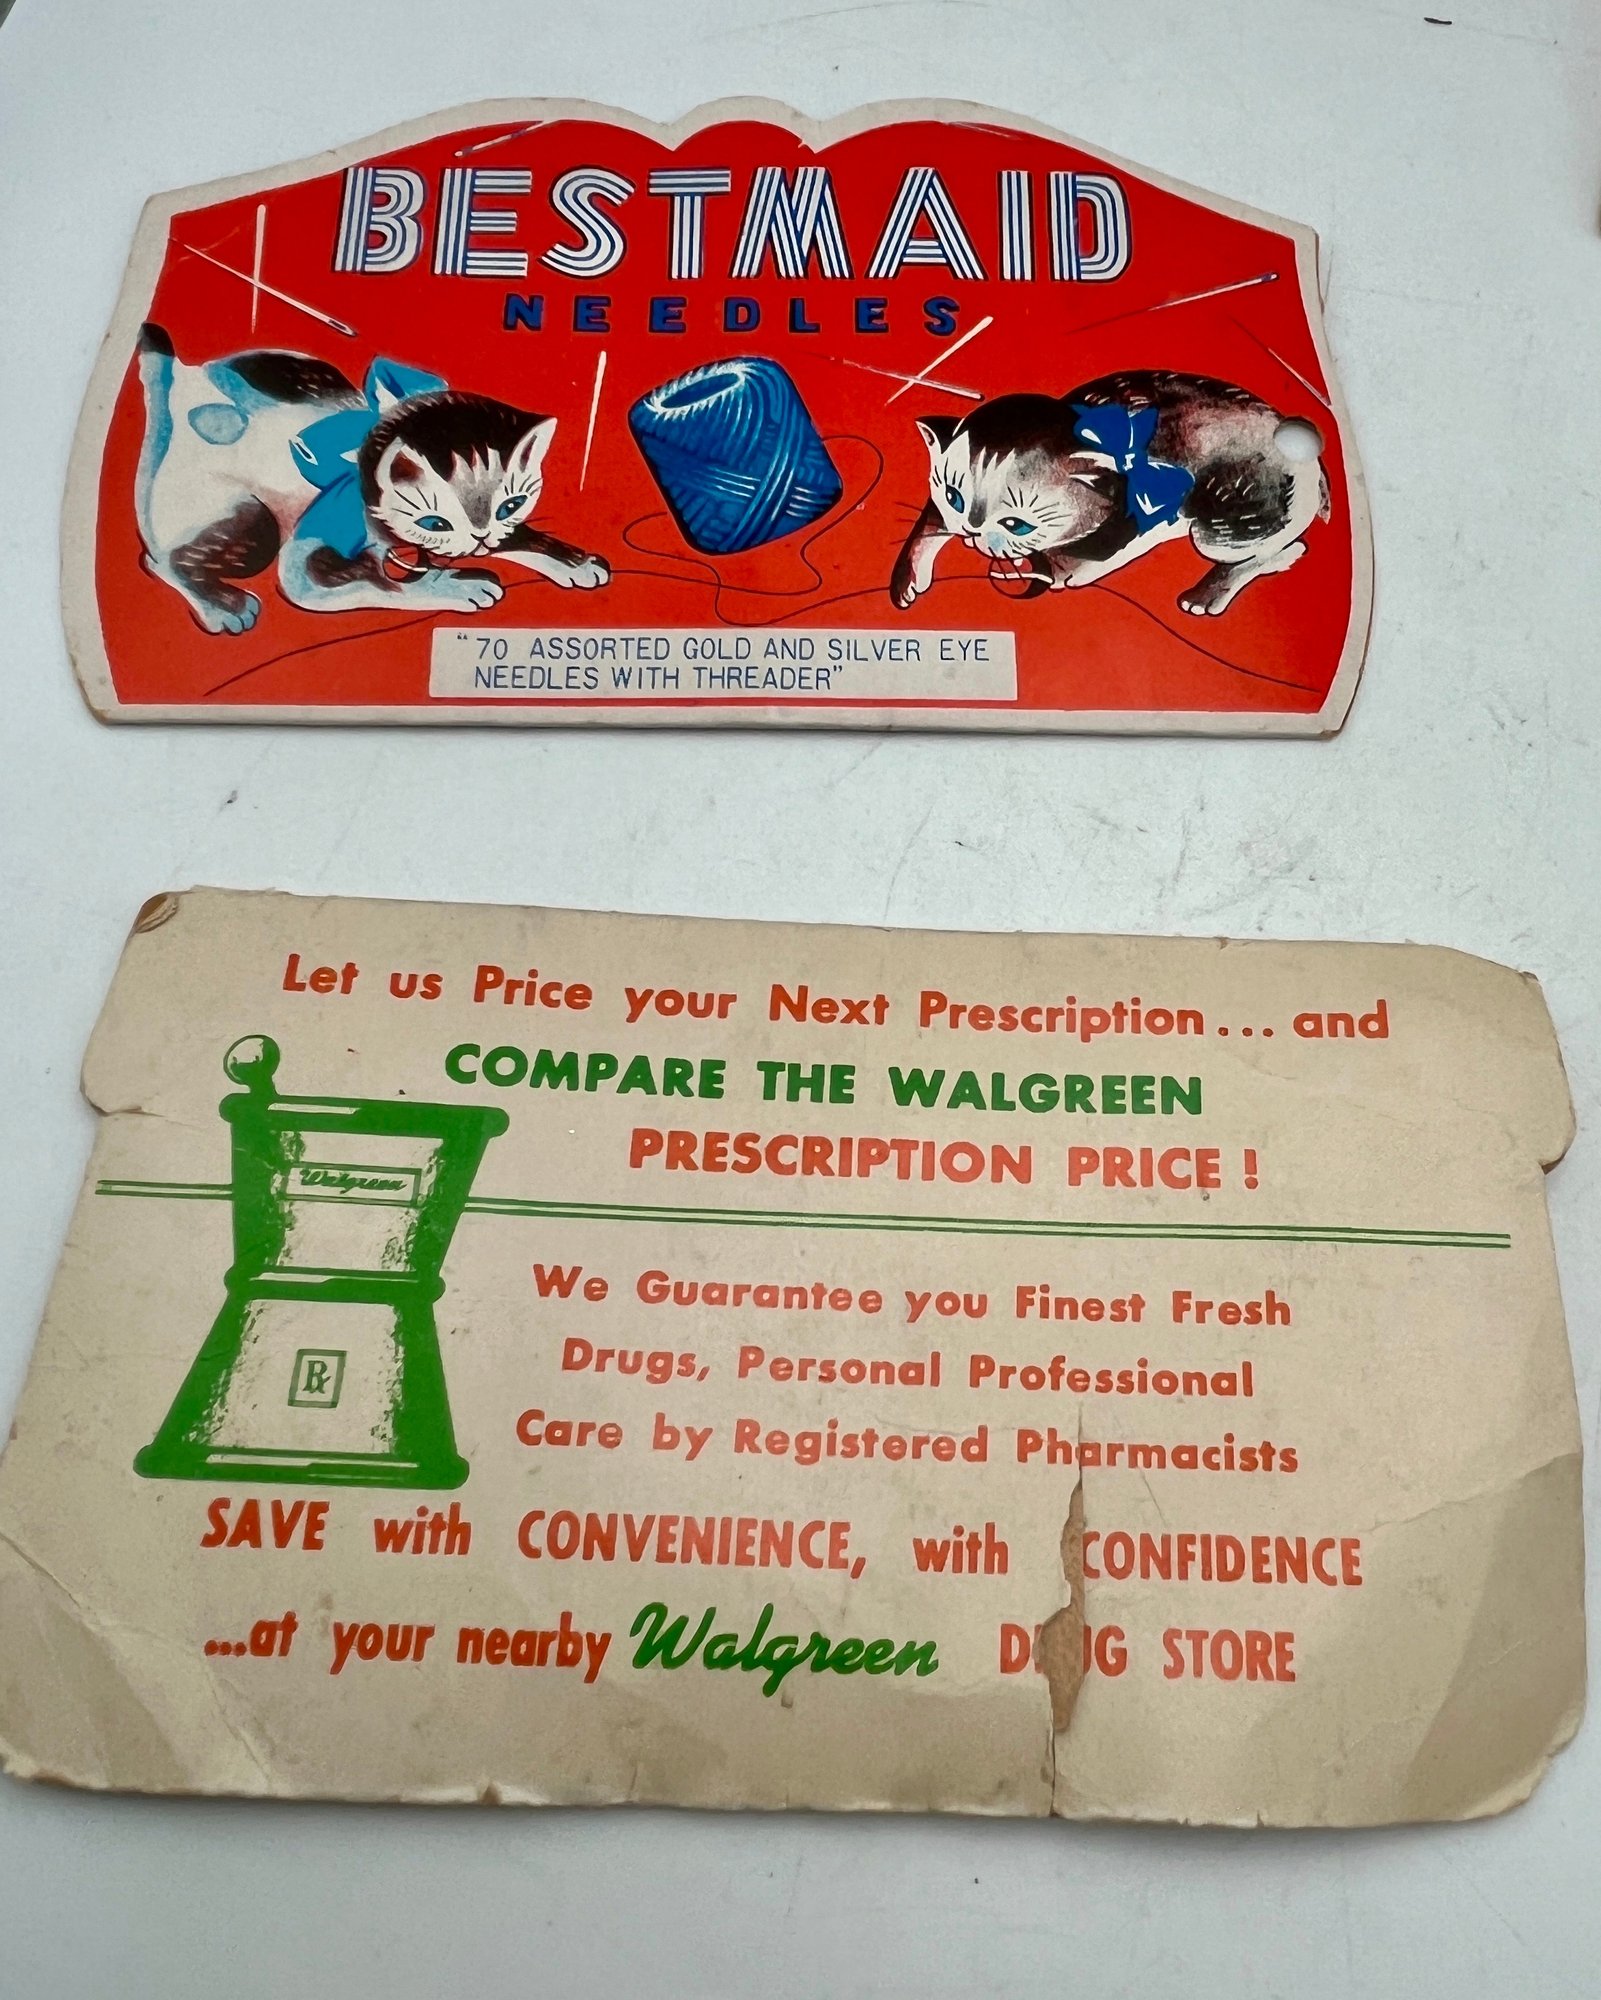 BESTMAID
NEEDLES
"70 ASSORTED GOLD AND SILVER EYE
NEEDLES WITH THREADER"
Let us Price your Next Prescription... and
COMPARE THE WALGREEN
PRESCRIPTION PRICE!
Walgreen
We Guarantee you Finest Fresh
Drugs, Personal Professional
Care by Registered Pharmacists
Rx
SAVE with CONVENIENCE, with CONFIDENCE
...at your nearby Walgreen DRUG STORE